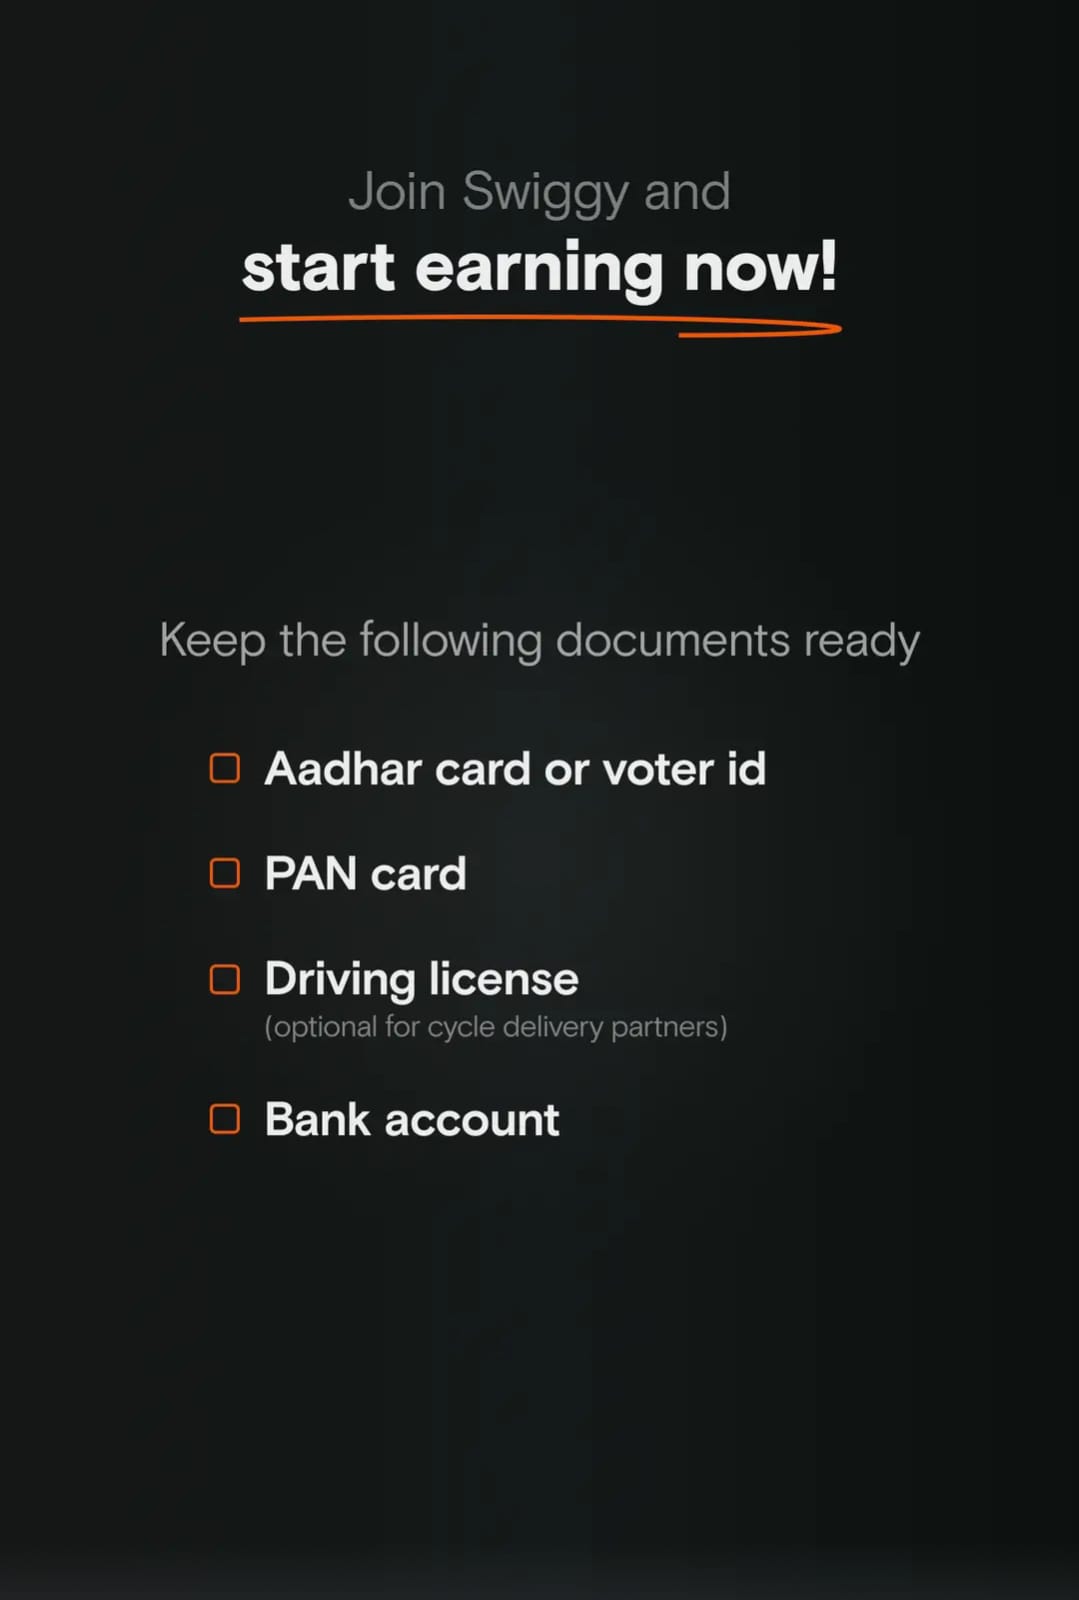 Join Swiggy and
start earning now!
Keep the following documents ready
Aadhar card or voter id
PAN card
Driving license
(optional for cycle delivery partners)
Bank account